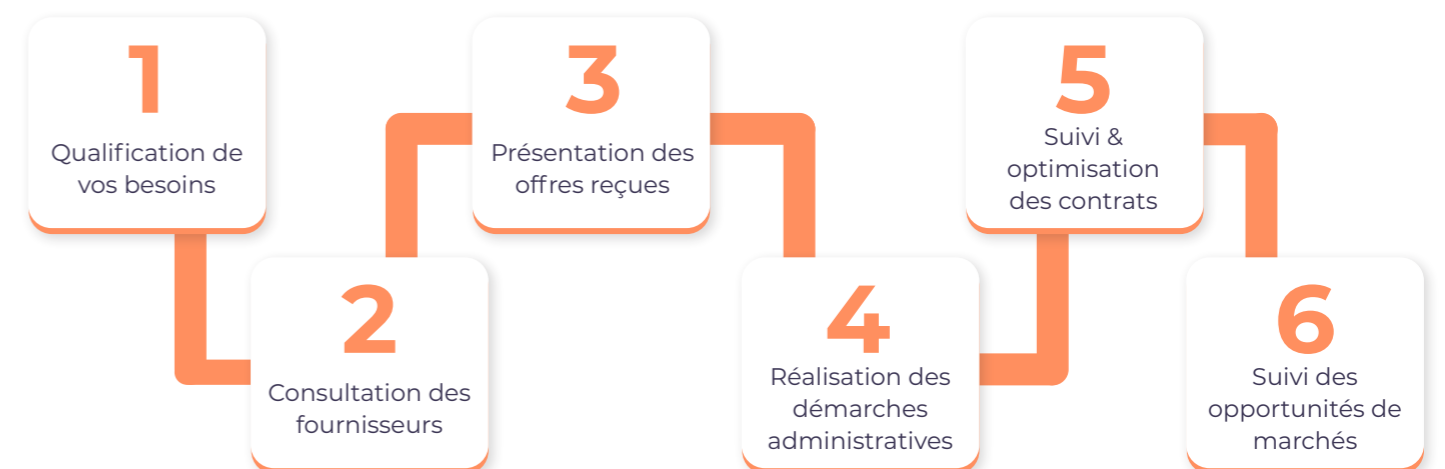 1
Qualification de
vos besoins
2
Consultation des
fournisseurs
3
Présentation des
offres reçues
4
Réalisation des
démarches
administratives
5
Suivi &
optimisation
des contrats
6
Suivi des
opportunités de
marchés